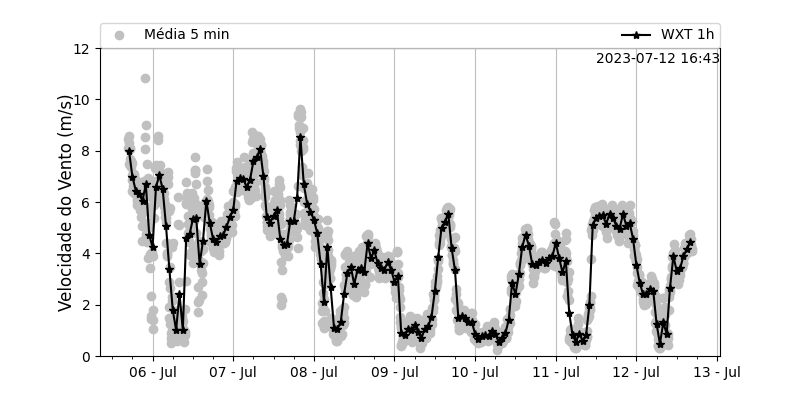 Média 5 min
WXT 1h
2023-07-12 16:43
Velocidade do Vento (m/s)
12
10
8
6
4
2
0
06 - Jul 07 - Jul 08 - Jul 09 - Jul 10 - Jul 11 - Jul 12 - Jul 13 - Jul